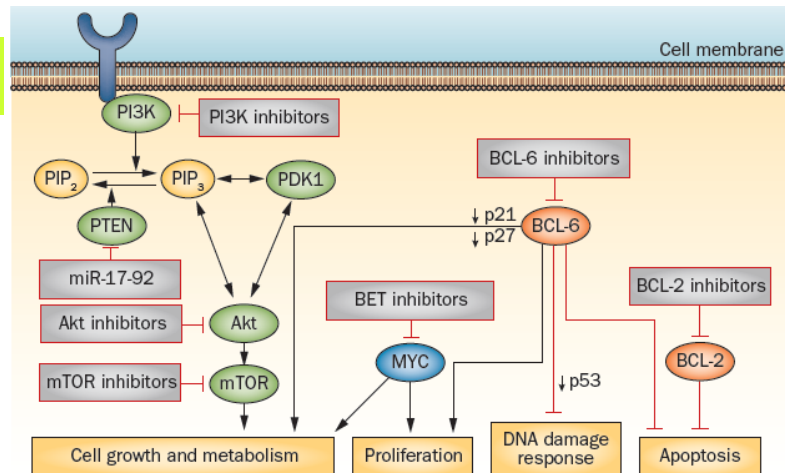 Cell membrane
PI3K
PI3K inhibitors
BCL-6 inhibitors
PIP₂
PIP₃
PDK1
PTEN
↓ p21
↓ p27
BCL-6
miR-17-92
BET inhibitors
BCL-2 inhibitors
Akt inhibitors
Akt
MYC
BCL-2
mTOR inhibitors
mTOR
↓ p53
Cell growth and metabolism
Proliferation
DNA damage
response
Apoptosis